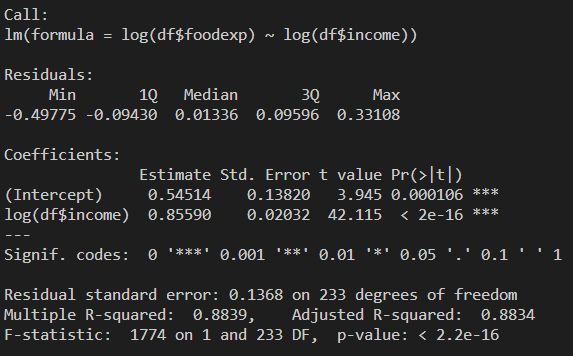 Call:
lm(formula = log(df$foodexp) ~ log(df$income))

Residuals:
     Min       1Q   Median       3Q      Max
-0.49775 -0.09430  0.01336  0.09596  0.33108

Coefficients:
               Estimate Std. Error t value Pr(>|t|)
(Intercept)     0.54514    0.13820   3.945 0.000106 ***
log(df$income)  0.85590    0.02032  42.115  < 2e-16 ***
---
Signif. codes:  0 '***' 0.001 '**' 0.01 '*' 0.05 '.' 0.1 ' ' 1

Residual standard error: 0.1368 on 233 degrees of freedom
Multiple R-squared:  0.8839,    Adjusted R-squared:  0.8834
F-statistic:  1774 on 1 and 233 DF,  p-value: < 2.2e-16